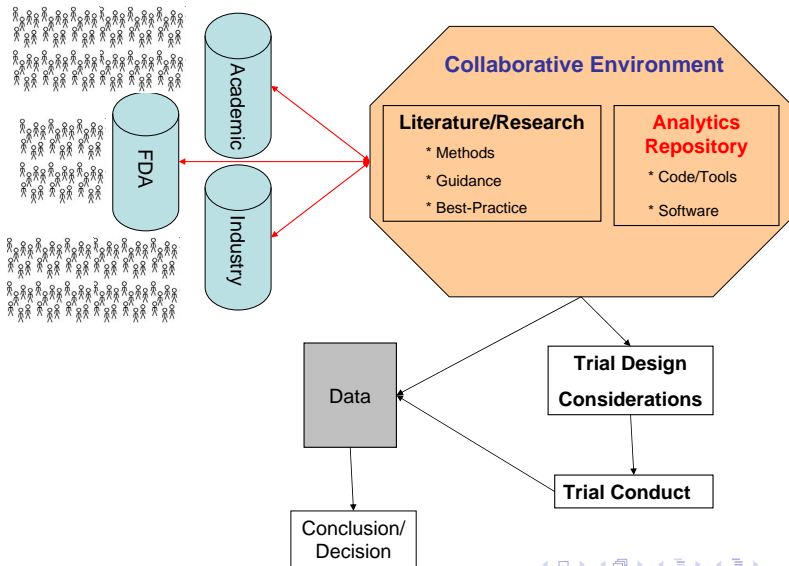 Academic
FDA
Industry
Collaborative Environment
Literature/Research
* Methods
* Guidance
* Best-Practice
Analytics
Repository
* Code/Tools
* Software
Data
Trial Design
Considerations
Trial Conduct
Conclusion/
Decision